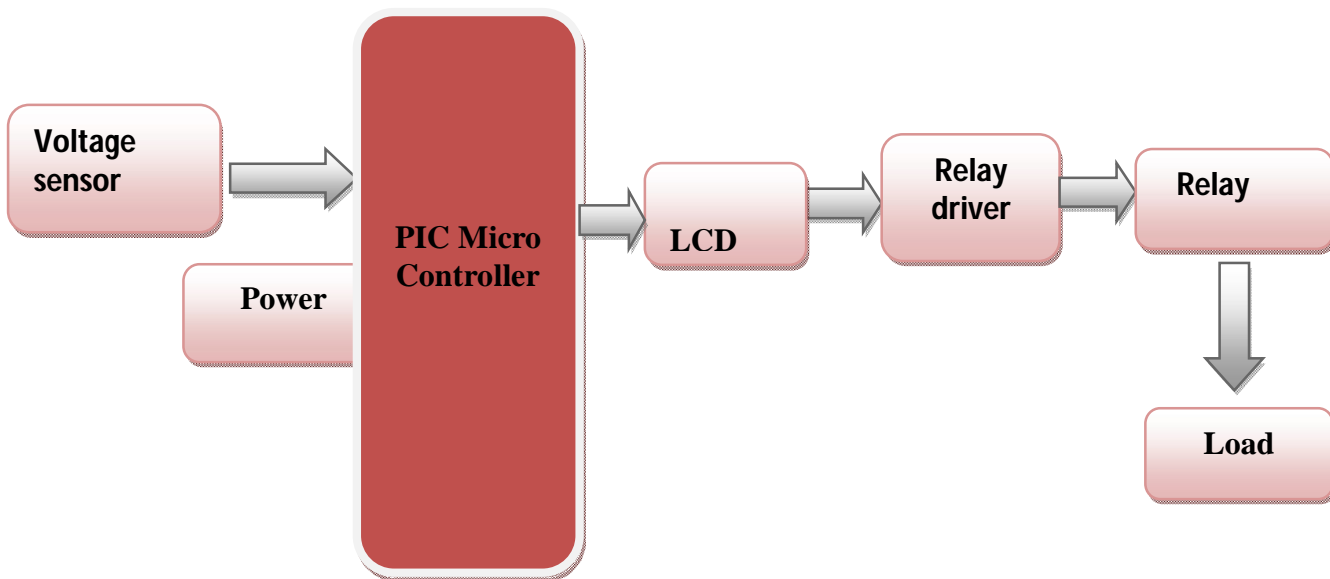 Voltage
sensor
Power
PIC Micro
Controller
LCD
Relay
driver
Relay
Load